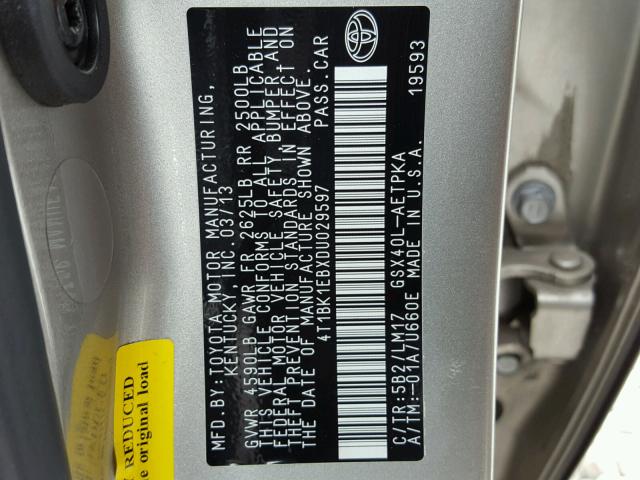 MFD.BY:TOYOTA MOTOR MANUFACTURING,
KENTUCKY, INC. 03/13
GVWR 4590LB GAWR FR 2625LB RR 2500LB
THIS VEHICLE CONFORMS TO ALL APPLICABLE
FEDERAL MOTOR VEHICLE SAFETY, BUMPER, AND
THEFT PREVENTION STANDARDS IN EFFECT ON
THE DATE OF MANUFACTURE SHOWN ABOVE.
4T1BK1EBXDU029597 PASS.CAR
C/TR:5B2/LM17 GSX40L-AETPKA 19593
A/TM:-01A/U660E MADE IN U.S.A.
REDUCED
original load